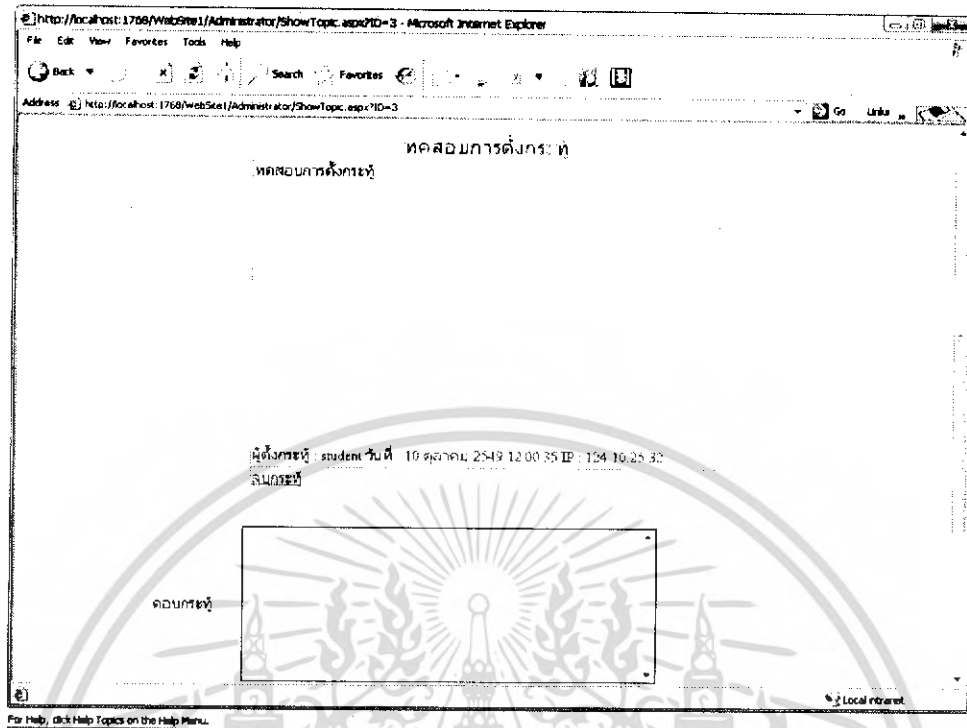 http://localhost:1768/WebSite1/Administrator/ShowTopic.aspx?ID=3 - Microsoft Internet Explorer
File Edit View Favorites Tools Help
Back Search Favorites
Address http://localhost:1768/WebSite1/Administrator/ShowTopic.aspx?ID=3 Go Links
ทดสอบการตั้งกระทู้
ทดสอบการตั้งกระทู้
ผู้ตั้งกระทู้ : student วันที่ 10 ตุลาคม 2549 12:00:35 IP :
ลบกระทู้
ตอบกระทู้
Local intranet
For Help, click Help Topics on the Help Menu.